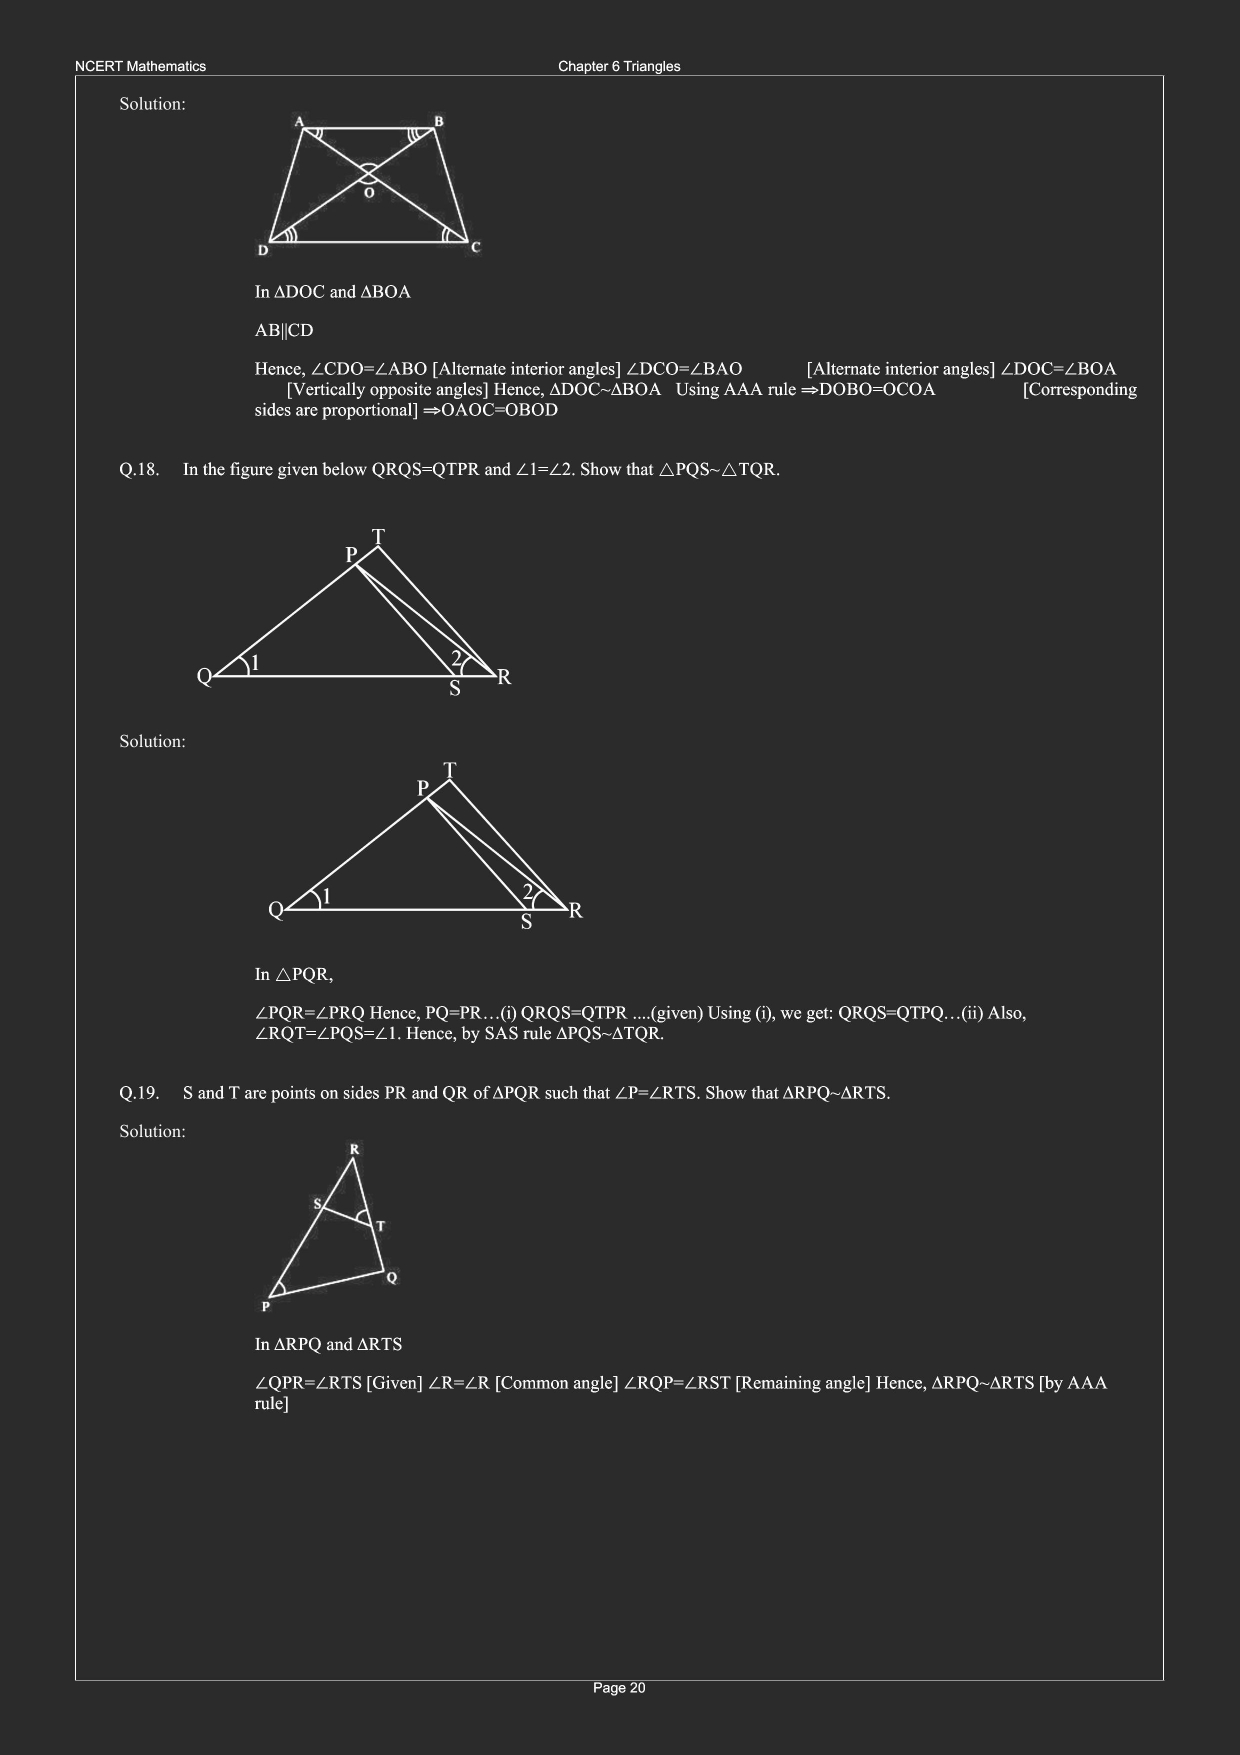 NCERT Mathematics Chapter 6 Triangles
Solution:
A B
O
D C
In ΔDOC and ΔBOA
AB||CD
Hence, ∠CDO=∠ABO [Alternate interior angles] ∠DCO=∠BAO [Alternate interior angles] ∠DOC=∠BOA
[Vertically opposite angles] Hence, ΔDOC~ΔBOA Using AAA rule ⇒DOBO=OCOA [Corresponding
sides are proportional] ⇒OAOC=OBOD
Q.18. In the figure given below QRQS=QTPR and ∠1=∠2. Show that △PQS~△TQR.
T
P
1 2
Q R
S
Solution:
T
P
1 2
Q R
S
In △PQR,
∠PQR=∠PRQ Hence, PQ=PR…(i) QRQS=QTPR ....(given) Using (i), we get: QRQS=QTPQ…(ii) Also,
∠RQT=∠PQS=∠1. Hence, by SAS rule ΔPQS~ΔTQR.
Q.19. S and T are points on sides PR and QR of ΔPQR such that ∠P=∠RTS. Show that ΔRPQ~ΔRTS.
Solution:
R
S
T
Q
P
In ΔRPQ and ΔRTS
∠QPR=∠RTS [Given] ∠R=∠R [Common angle] ∠RQP=∠RST [Remaining angle] Hence, ΔRPQ~ΔRTS [by AAA
rule]
Page 20